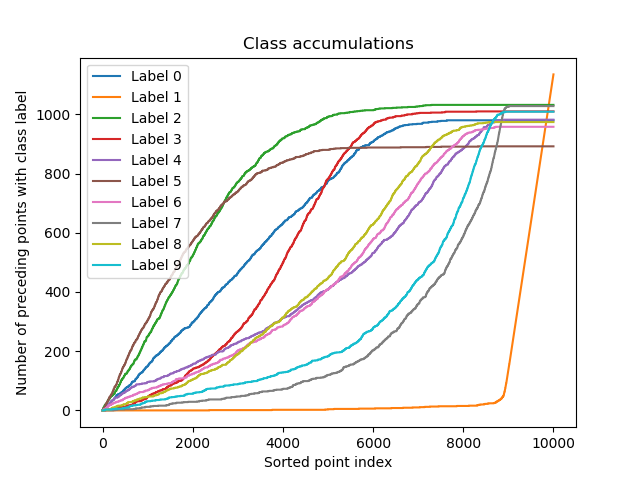 Class accumulations
Number of preceding points with class label
1000
800
600
400
200
0
Label 0
Label 1
Label 2
Label 3
Label 4
Label 5
Label 6
Label 7
Label 8
Label 9
0 2000 4000 6000 8000 10000
Sorted point index